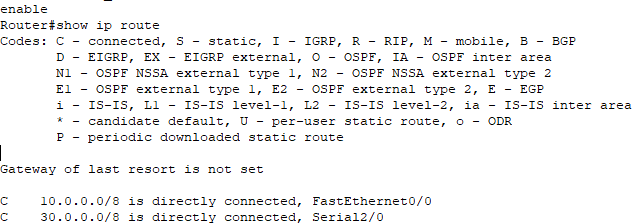 enable
Router#show ip route
Codes: C - connected, S - static, I - IGRP, R - RIP, M - mobile, B - BGP
       D - EIGRP, EX - EIGRP external, O - OSPF, IA - OSPF inter area
       N1 - OSPF NSSA external type 1, N2 - OSPF NSSA external type 2
       E1 - OSPF external type 1, E2 - OSPF external type 2, E - EGP
       i - IS-IS, L1 - IS-IS level-1, L2 - IS-IS level-2, ia - IS-IS inter area
       * - candidate default, U - per-user static route, o - ODR
       P - periodic downloaded static route
Gateway of last resort is not set
C    10.0.0.0/8 is directly connected, FastEthernet0/0
C    30.0.0.0/8 is directly connected, Serial2/0